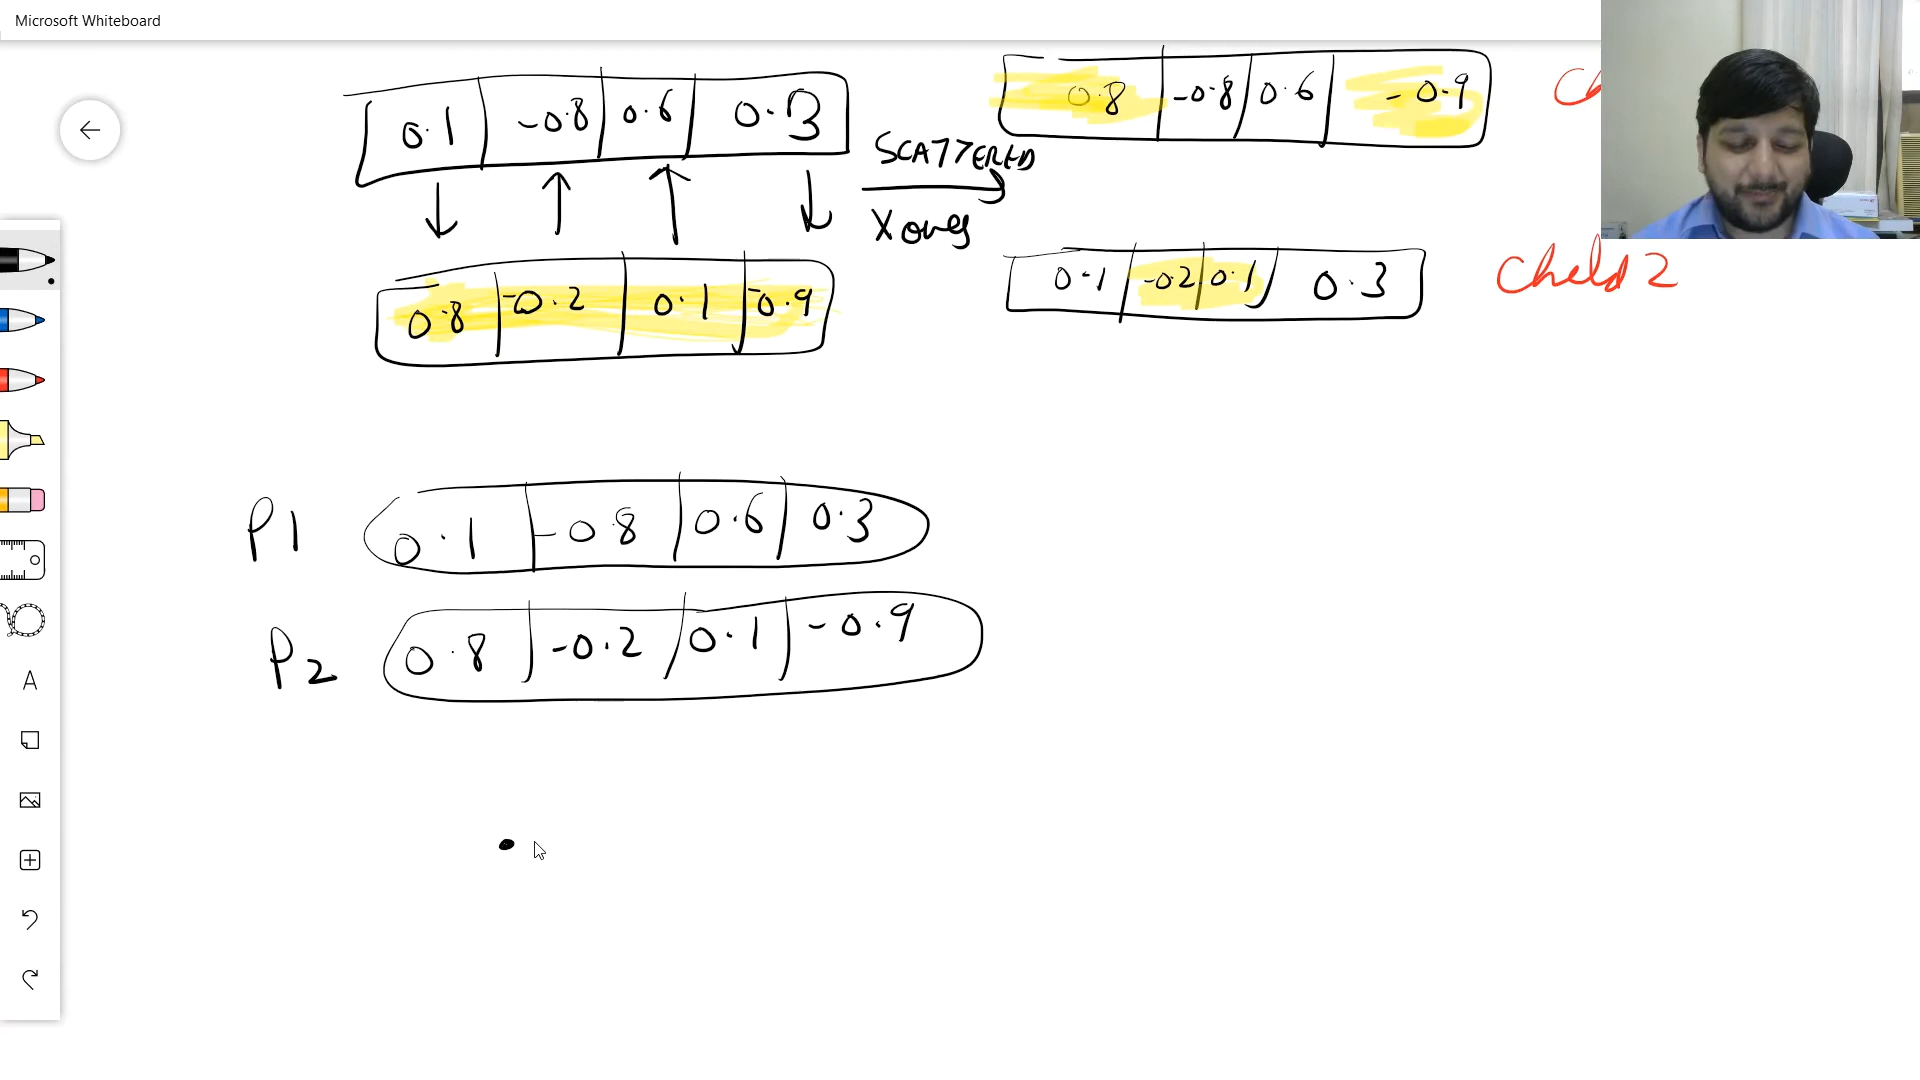 Microsoft Whiteboard
0.1 -0.8 0.6 0.3
SCATTERED
Xover
0.8 -0.2 0.1 -0.9
0.8 -0.8 0.6 -0.9
0.1 -0.2 0.1 0.3
Child 2
P1 0.1 -0.8 0.6 0.3
P2 0.8 -0.2 0.1 -0.9
A